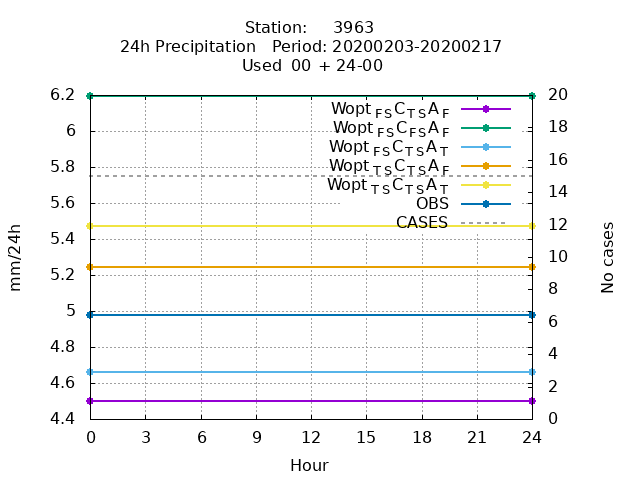 Station: 3963
24h Precipitation Period: 20200203-20200217
Used 00 + 24-00
6.2
6
5.8
5.6
5.4
5.2
5
4.8
4.6
4.4
20
18
16
14
12
10
8
6
4
2
0
Wopt FS C TS A F
Wopt FS C FS A F
Wopt FS C TS A T
Wopt TS C TS A F
Wopt TS C TS A T
OBS
CASES
mm/24h
No cases
0 3 6 9 12 15 18 21 24
Hour